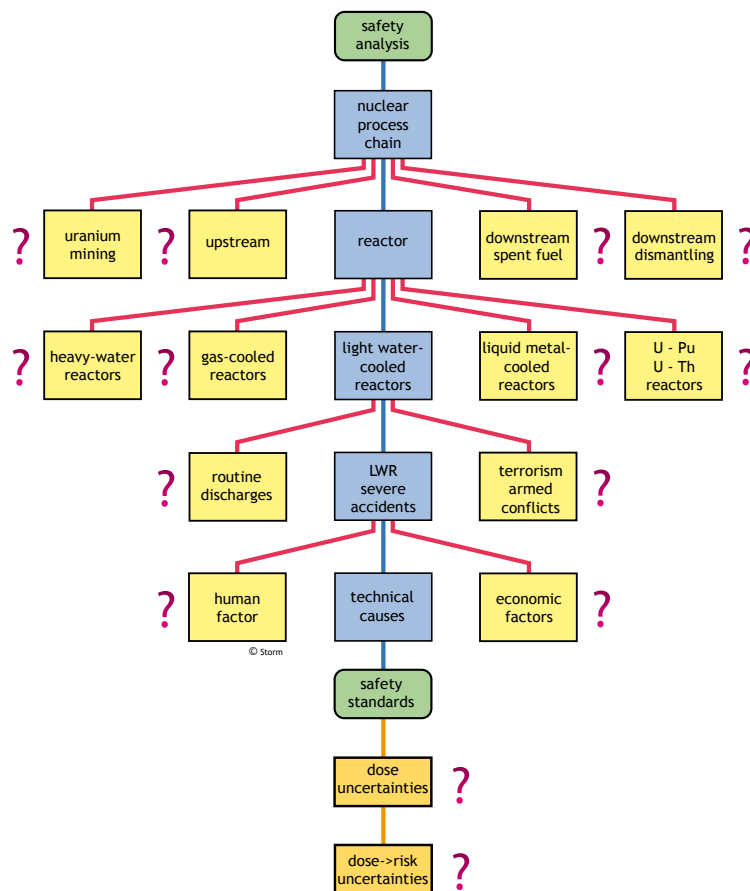 safety
analysis
nuclear
process
chain
? uranium
mining
? upstream
reactor
downstream
spent fuel ?
downstream
dismantling ?
? heavy-water
reactors
? gas-cooled
reactors
light water-
cooled
reactors
liquid metal-
cooled
reactors ?
U - Pu
U - Th
reactors ?
? routine
discharges
LWR
severe
accidents
terrorism
armed
conflicts ?
? human
factor
technical
causes
economic
factors ?
© Storm
safety
standards
dose
uncertainties ?
dose->risk
uncertainties ?